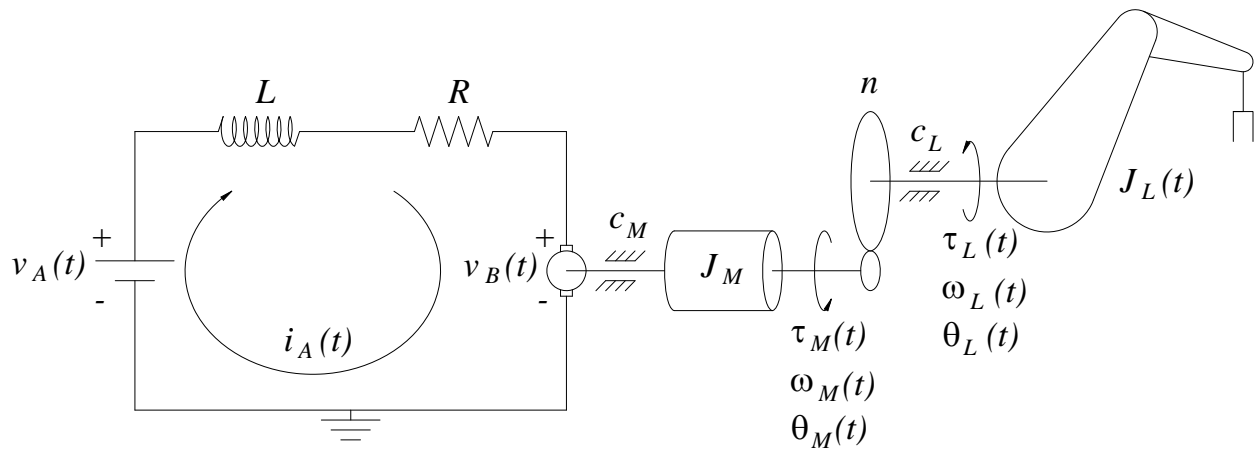 L
R
n
c_L
J_L(t)
c_M
+
v_A(t)
-
i_A(t)
+
v_B(t)
-
J_M
τ_M(t)
ω_M(t)
θ_M(t)
τ_L(t)
ω_L(t)
θ_L(t)